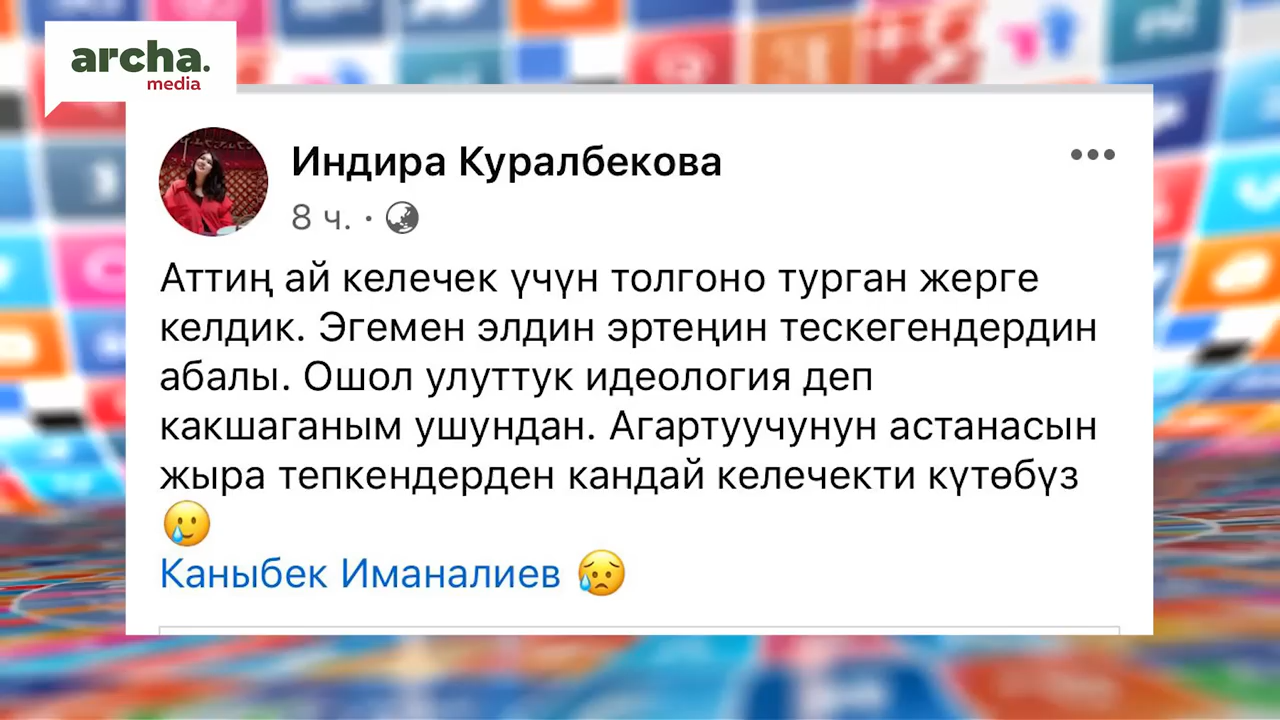 archa.
media
Индира Куралбекова
8 ч. ·
Аттиң ай келечек үчүн толгоно турган жерге
келдик. Эгемен элдин эртеңин тескегендердин
абалы. Ошол улуттук идеология деп
какшаганым ушундан. Агартуучунун астанасын
жыра тепкендерден кандай келечекти күтөбүз
🥲
Каныбек Иманалиев 😥